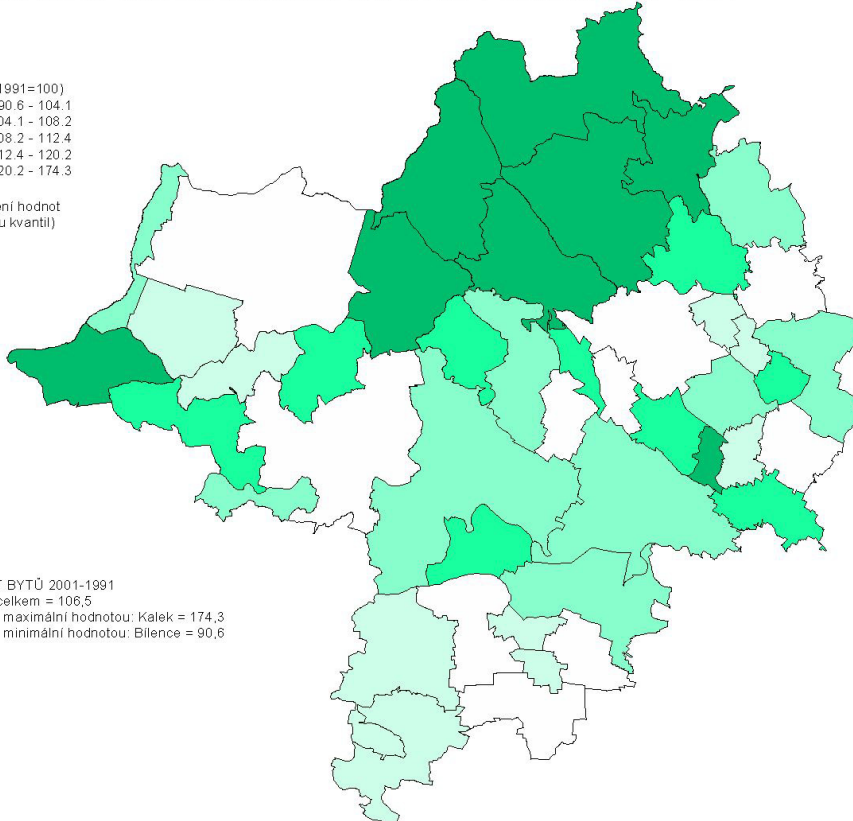 1991=100)
90.6 - 104.1
04.1 - 108.2
08.2 - 112.4
12.4 - 120.2
20.2 - 174.3
ení hodnot
u kvantil)
T BYTŮ 2001-1991
celkem = 106,5
maximální hodnotou: Kalek = 174,3
minimální hodnotou: Bílence = 90,6